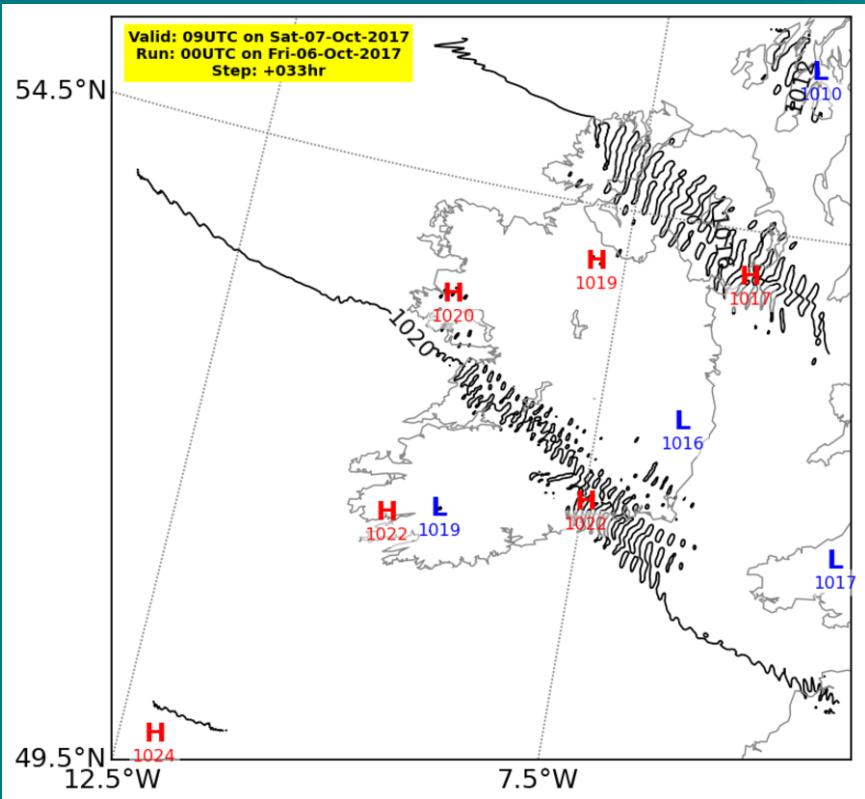 Valid: 09UTC on Sat-07-Oct-2017
Run: 00UTC on Fri-06-Oct-2017
Step: +033hr
54.5°N
L
1010
1012
H
1019
H
1017
H
1020
1020
L
1016
H
1022
L
1019
H
1022
L
1017
H
1024
49.5°N
12.5°W
7.5°W